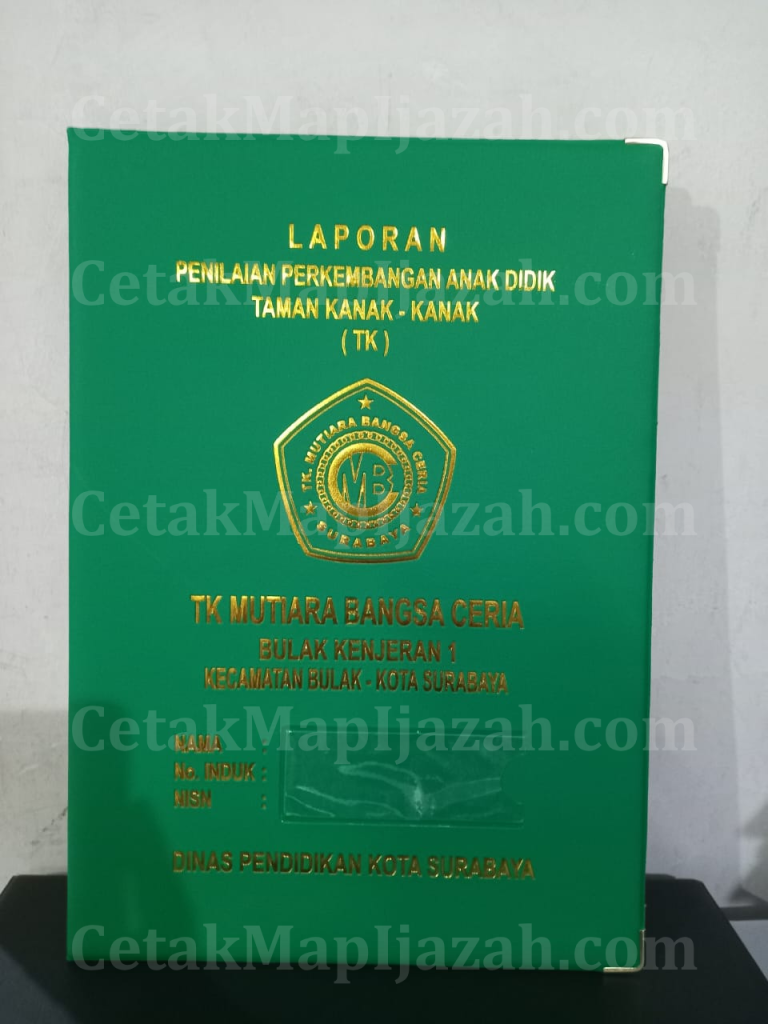 CetakMapIjazah.com
LAPORAN
PENILAIAN PERKEMBANGAN ANAK DIDIK
CetakMapIjazah.com
TAMAN KANAK - KANAK
( TK )
TK. MUTIARA BANGSA CERIA
MBBC
SURABAYA
CetakMapIjazah.com
TK MUTIARA BANGSA CERIA
BULAK KENJERAN 1
KECAMATAN BULAK - KOTA SURABAYA
CetakMapIjazah.com
NAMA :
No. INDUK :
NISN :
DINAS PENDIDIKAN KOTA SURABAYA
CetakMapIjazah.com